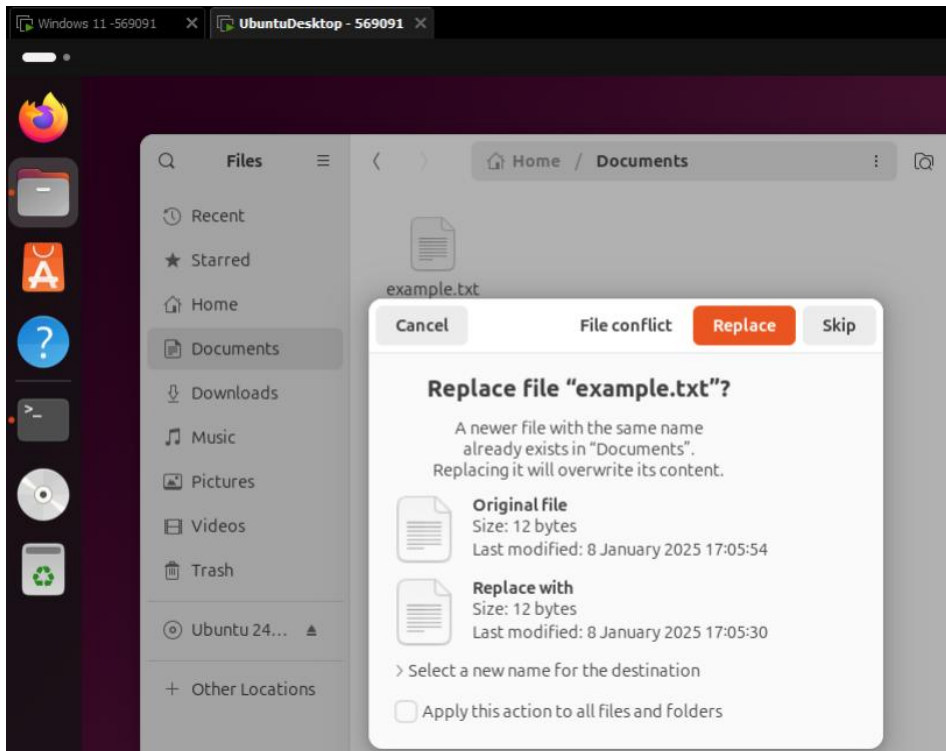 Windows 11 -569091
UbuntuDesktop - 569091
Files
Home / Documents
Recent
Starred
Home
Documents
Downloads
Music
Pictures
Videos
Trash
Ubuntu 24...
Other Locations
example.txt
Cancel
File conflict
Replace
Skip
Replace file “example.txt”?
A newer file with the same name
already exists in “Documents”.
Replacing it will overwrite its content.
Original file
Size: 12 bytes
Last modified: 8 January 2025 17:05:54
Replace with
Size: 12 bytes
Last modified: 8 January 2025 17:05:30
> Select a new name for the destination
Apply this action to all files and folders